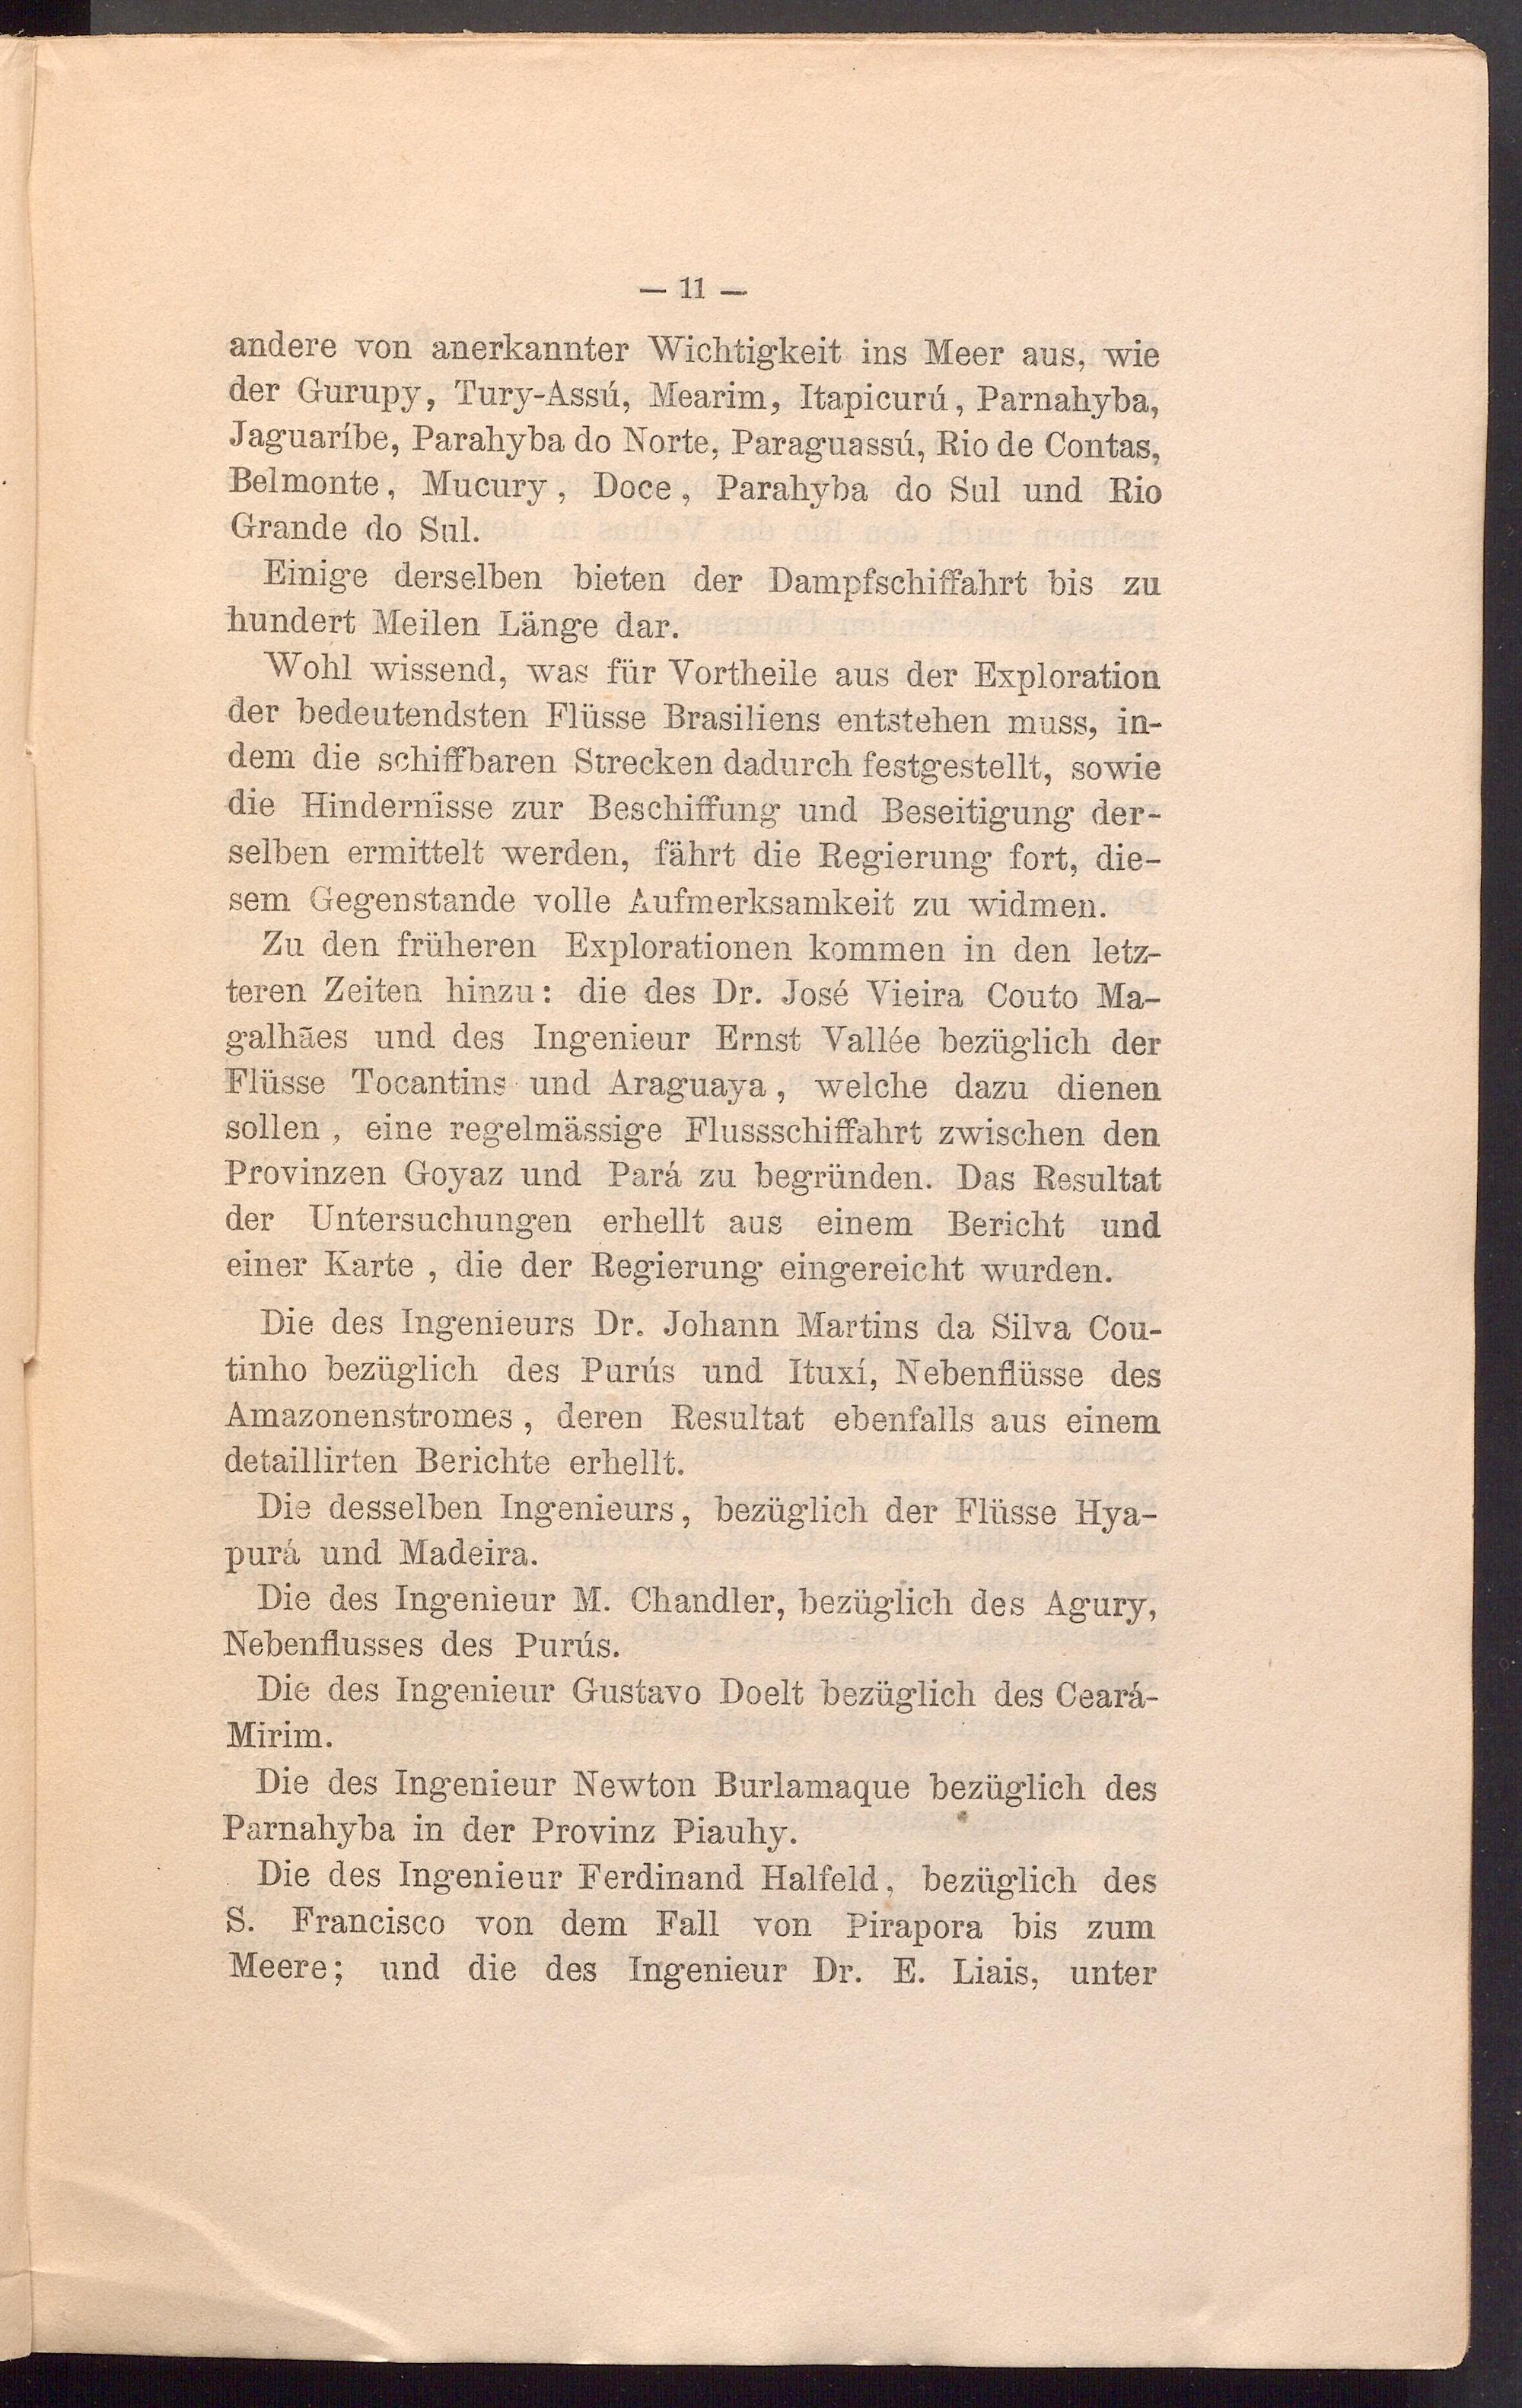 — 11 —
andere von anerkannter Wichtigkeit ins Meer aus, wie
der Gurupy, Tury-Assú, Mearim, Itapicurú, Parnahyba,
Jaguaríbe, Parahyba do Norte, Paraguassú, Rio de Contas,
Belmonte, Mucury, Doce, Parahyba do Sul und Rio
Grande do Sul.
Einige derselben bieten der Dampfschiffahrt bis zu
hundert Meilen Länge dar.
Wohl wissend, was für Vortheile aus der Exploration
der bedeutendsten Flüsse Brasiliens entstehen muss, in-
dem die schiffbaren Strecken dadurch festgestellt, sowie
die Hindernisse zur Beschiffung und Beseitigung der-
selben ermittelt werden, fährt die Regierung fort, die-
sem Gegenstande volle Aufmerksamkeit zu widmen.
Zu den früheren Explorationen kommen in den letz-
teren Zeiten hinzu: die des Dr. José Vieira Couto Ma-
galhães und des Ingenieur Ernst Vallée bezüglich der
Flüsse Tocantins und Araguaya, welche dazu dienen
sollen, eine regelmässige Flussschiffahrt zwischen den
Provinzen Goyaz und Pará zu begründen. Das Resultat
der Untersuchungen erhellt aus einem Bericht und
einer Karte, die der Regierung eingereicht wurden.
Die des Ingenieurs Dr. Johann Martins da Silva Cou-
tinho bezüglich des Purús und Ituxí, Nebenflüsse des
Amazonenstromes, deren Resultat ebenfalls aus einem
detaillirten Berichte erhellt.
Die desselben Ingenieurs, bezüglich der Flüsse Hya-
purá und Madeira.
Die des Ingenieur M. Chandler, bezüglich des Agury,
Nebenflusses des Purús.
Die des Ingenieur Gustavo Doelt bezüglich des Ceará-
Mirim.
Die des Ingenieur Newton Burlamaque bezüglich des
Parnahyba in der Provinz Piauhy.
Die des Ingenieur Ferdinand Halfeld, bezüglich des
S. Francisco von dem Fall von Pirapora bis zum
Meere; und die des Ingenieur Dr. E. Liais, unter